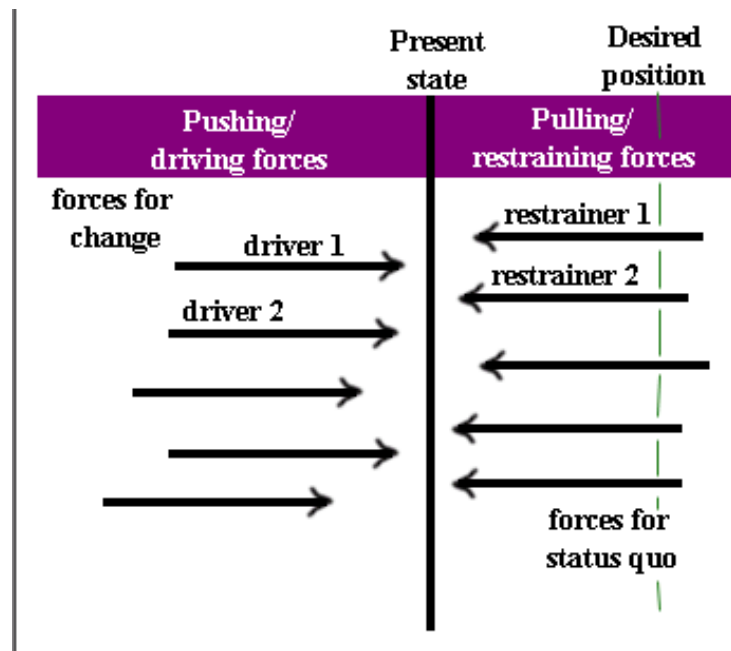 Present
state
Desired
position
Pushing/
driving forces
Pulling/
restraining forces
forces for
change
driver 1
driver 2
restrainer 1
restrainer 2
forces for
status quo